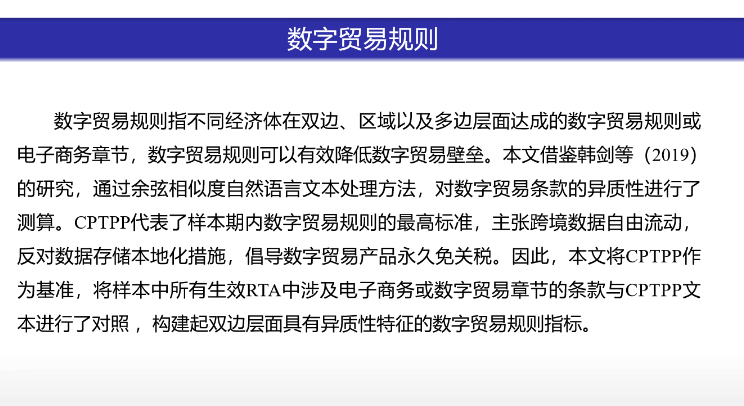 数字贸易规则
数字贸易规则指不同经济体在双边、区域以及多边层面达成的数字贸易规则或
电子商务章节，数字贸易规则可以有效降低数字贸易壁垒。本文借鉴韩剑等（2019）
的研究，通过余弦相似度自然语言文本处理方法，对数字贸易条款的异质性进行了
测算。CPTPP代表了样本期内数字贸易规则的最高标准，主张跨境数据自由流动，
反对数据存储本地化措施，倡导数字贸易产品永久免关税。因此，本文将CPTPP作
为基准，将样本中所有生效RTA中涉及电子商务或数字贸易章节的条款与CPTPP文
本进行了对照 ，构建起双边层面具有异质性特征的数字贸易规则指标。